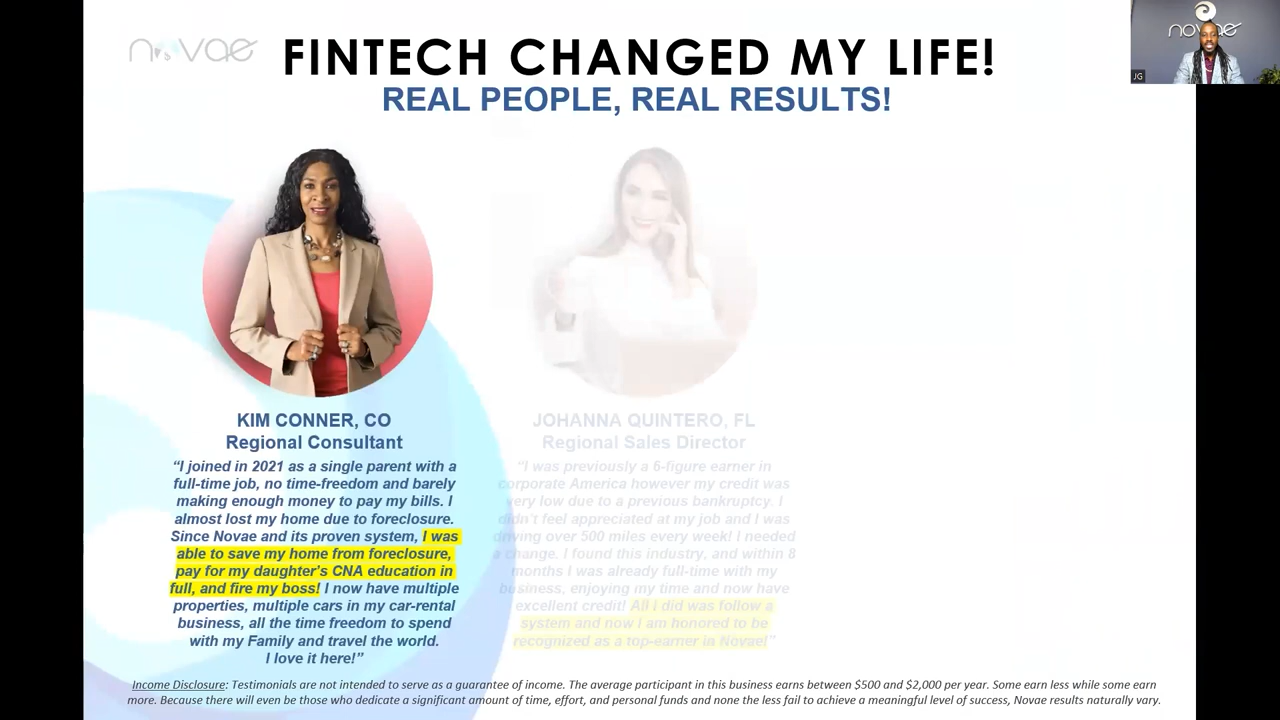 novae
FINTECH CHANGED MY LIFE!
REAL PEOPLE, REAL RESULTS!
novae
JG
KIM CONNER, CO
Regional Consultant
“I joined in 2021 as a single parent with a
full-time job, no time-freedom and barely
making enough money to pay my bills. I
almost lost my home due to foreclosure.
Since Novae and its proven system, I was
able to save my home from foreclosure,
pay for my daughter’s CNA education in
full, and fire my boss! I now have multiple
properties, multiple cars in my car-rental
business, all the time freedom to spend
with my Family and travel the world.
I love it here!”
JOHANNA QUINTERO, FL
Regional Sales Director
“I was previously a 6-figure earner in
corporate America however my credit was
very low due to a previous bankruptcy. I
didn’t feel appreciated at my job and I was
driving over 500 miles every week! I needed
a change. I found this industry, and within 8
months I was already full-time with my
business, enjoying my time and now have
excellent credit! All I did was follow a
system and now I am honored to be
recognized as a top-earner in Novae!”
Income Disclosure: Testimonials are not intended to serve as a guarantee of income. The average participant in this business earns between $500 and $2,000 per year. Some earn less while some earn
more. Because there will even be those who dedicate a significant amount of time, effort, and personal funds and none the less fail to achieve a meaningful level of success, Novae results naturally vary.